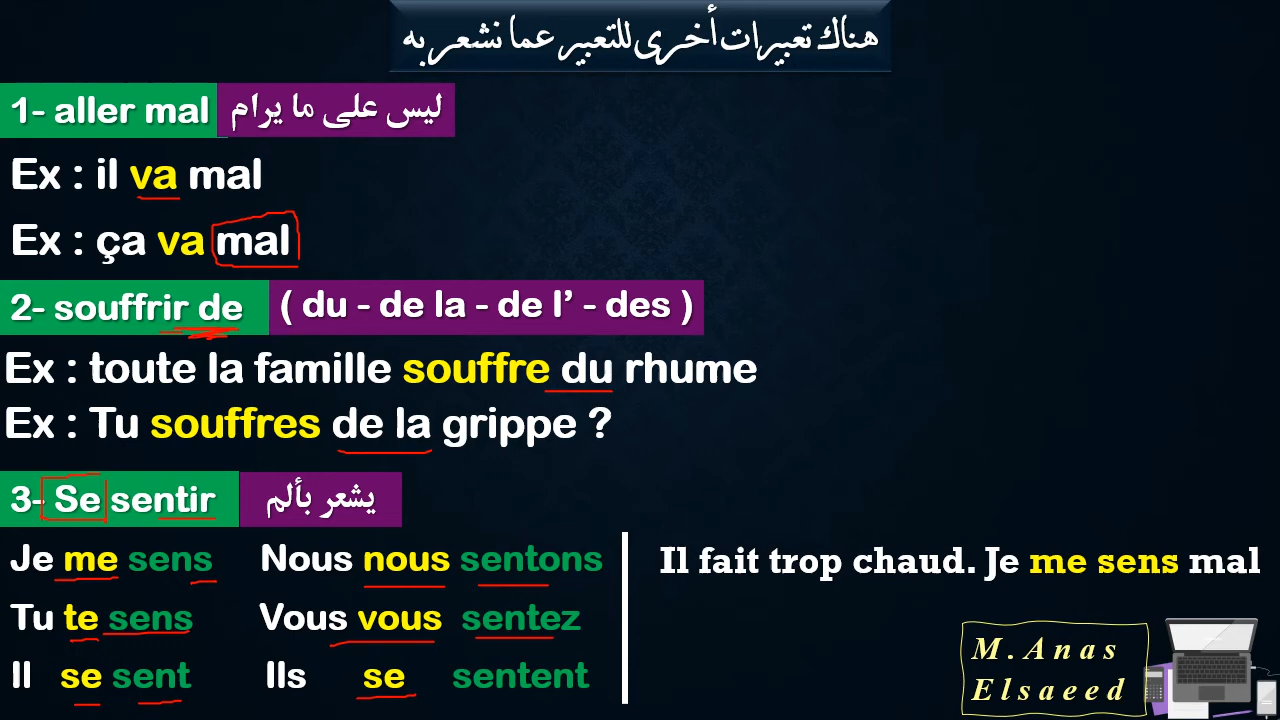 هناك تعبيرات أخرى للتعبير عما نشعر به
1- aller mal ليس على ما يرام
Ex : il va mal
Ex : ça va mal
2- souffrir de ( du - de la - de l’ - des )
Ex : toute la famille souffre du rhume
Ex : Tu souffres de la grippe ?
3- Se sentir يشعر بألم
Je me sens Nous nous sentons
Tu te sens Vous vous sentez
Il se sent Ils se sentent
Il fait trop chaud. Je me sens mal
M.Anas
Elsaeed